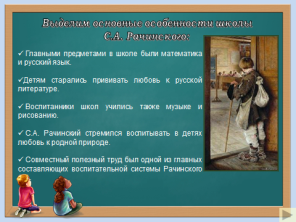 Выделим основные особенности школы
С.А. Рачинского:
✓ Главными предметами в школе были математика
и русский язык.
✓Детям старались прививать любовь к русской
литературе.
✓ Воспитанники школ учились также музыке и
рисованию.
✓ С.А. Рачинский стремился воспитывать в детях
любовь к родной природе.
✓ Совместный полезный труд был одной из главных
составляющих воспитательной системы Рачинского